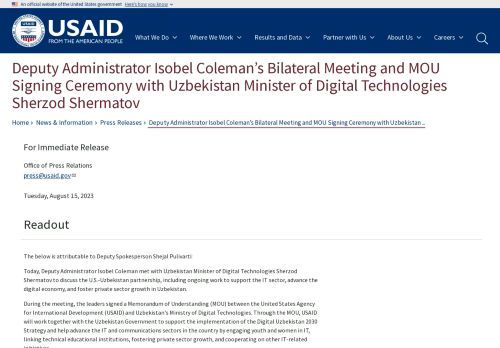 An official website of the United States government Here's how you know
USAID
FROM THE AMERICAN PEOPLE
What We Do
Where We Work
Results and Data
Partner with Us
About Us
Careers
Deputy Administrator Isobel Coleman's Bilateral Meeting and MOU
Signing Ceremony with Uzbekistan Minister of Digital Technologies
Sherzod Shermatov
Home › News & Information › Press Releases › Deputy Administrator Isobel Coleman's Bilateral Meeting and MOU Signing Ceremony with Uzbekistan ...
For Immediate Release
Office of Press Relations
press@usaid.gov
Tuesday, August 15, 2023
Readout
The below is attributable to Deputy Spokesperson Shejal Pulivarti:
Today, Deputy Administrator Isobel Coleman met with Uzbekistan Minister of Digital Technologies Sherzod
Shermatov to discuss the U.S.-Uzbekistan partnership, including ongoing work to support the IT sector, advance the
digital economy, and foster private sector growth in Uzbekistan.
During the meeting, the leaders signed a Memorandum of Understanding (MOU) between the United States Agency
for International Development (USAID) and Uzbekistan's Ministry of Digital Technologies. Through the MOU, USAID
will work together with the Uzbekistan Government to support the implementation of the Digital Uzbekistan 2030
Strategy and help advance the IT and communications sectors in the country by engaging youth and women in IT,
linking technical educational institutions, fostering private sector growth, and cooperating on other IT-related